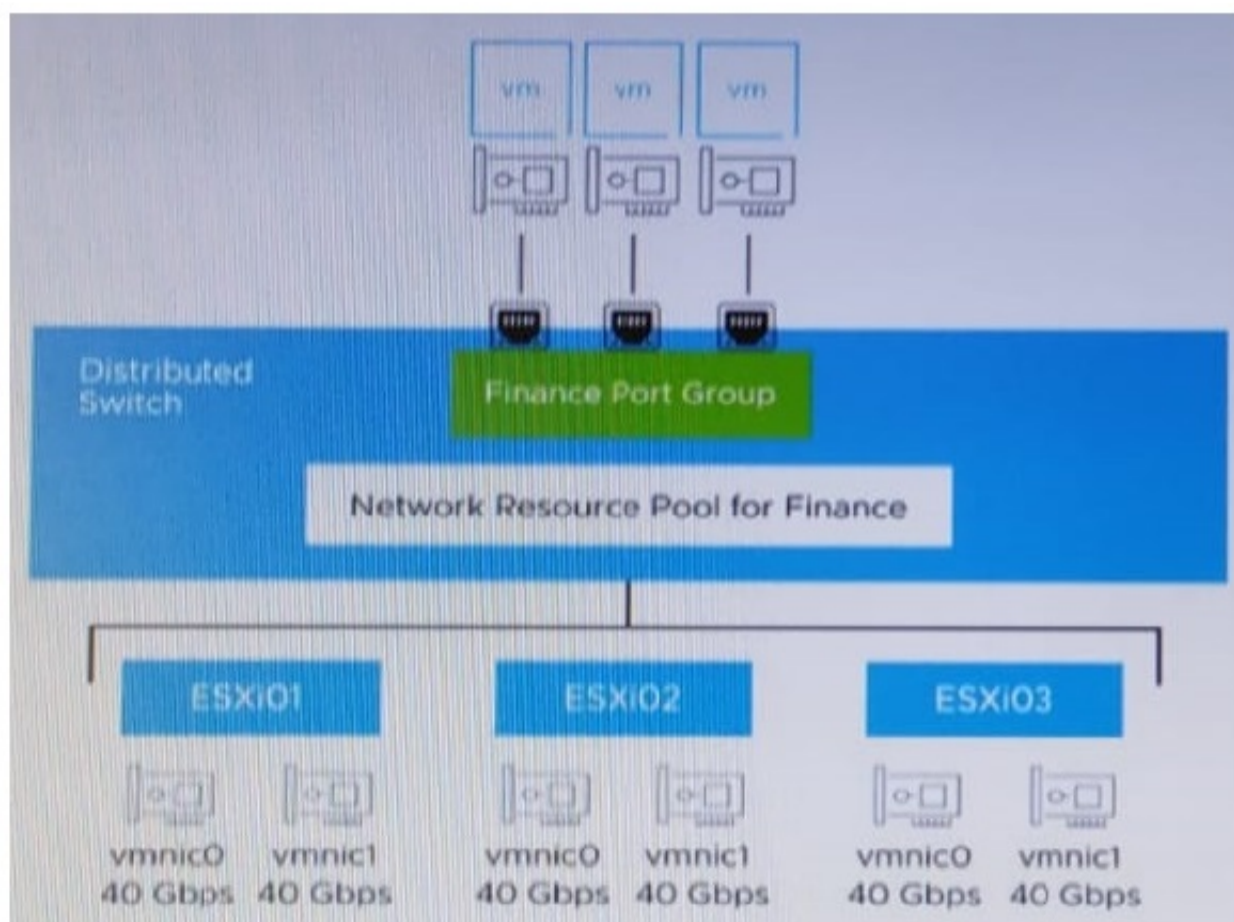 vm vm vm
Distributed
Switch
Finance Port Group
Network Resource Pool for Finance
ESXi01 ESXi02 ESXi03
vmnic0 vmnic1 vmnic0 vmnic1 vmnic0 vmnic1
40 Gbps 40 Gbps 40 Gbps 40 Gbps 40 Gbps 40 Gbps